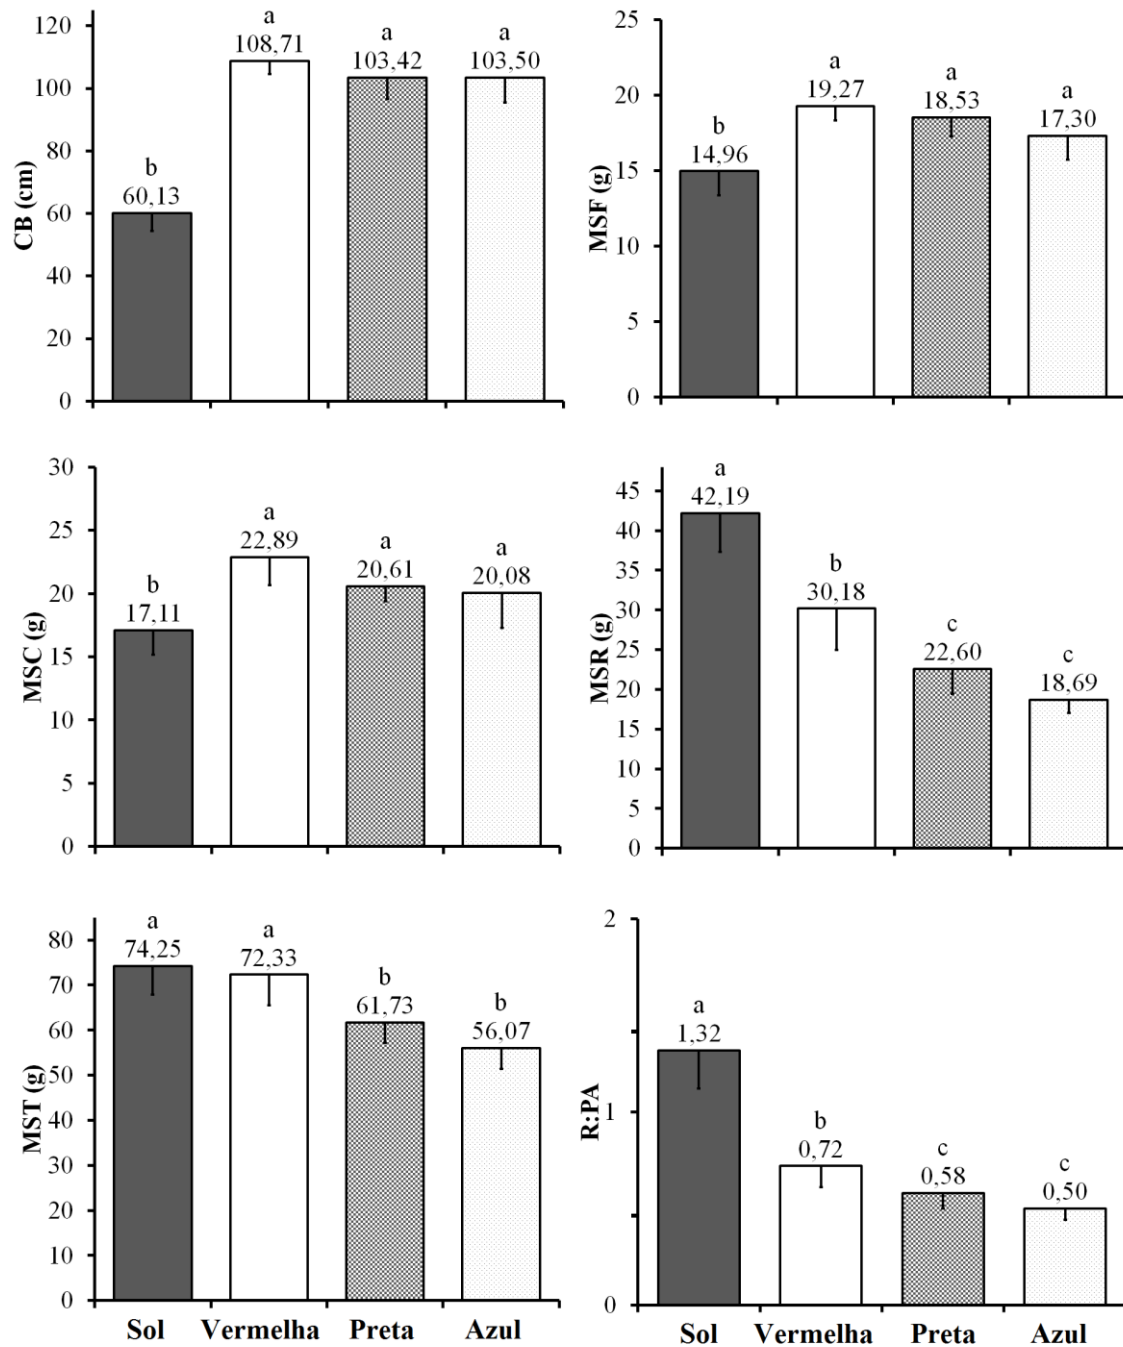 CB (cm)
120
100
80
60
40
20
0
b
60,13
a
108,71
a
103,42
a
103,50
MSF (g)
25
20
15
10
5
0
b
14,96
a
19,27
a
18,53
a
17,30
MSC (g)
30
25
20
15
10
5
0
b
17,11
a
22,89
a
20,61
a
20,08
MSR (g)
45
40
35
30
25
20
15
10
5
0
a
42,19
b
30,18
c
22,60
c
18,69
MST (g)
80
70
60
50
40
30
20
10
0
a
74,25
a
72,33
b
61,73
b
56,07
Sol Vermelha Preta Azul
R:PA
2
1
0
a
1,32
b
0,72
c
0,58
c
0,50
Sol Vermelha Preta Azul